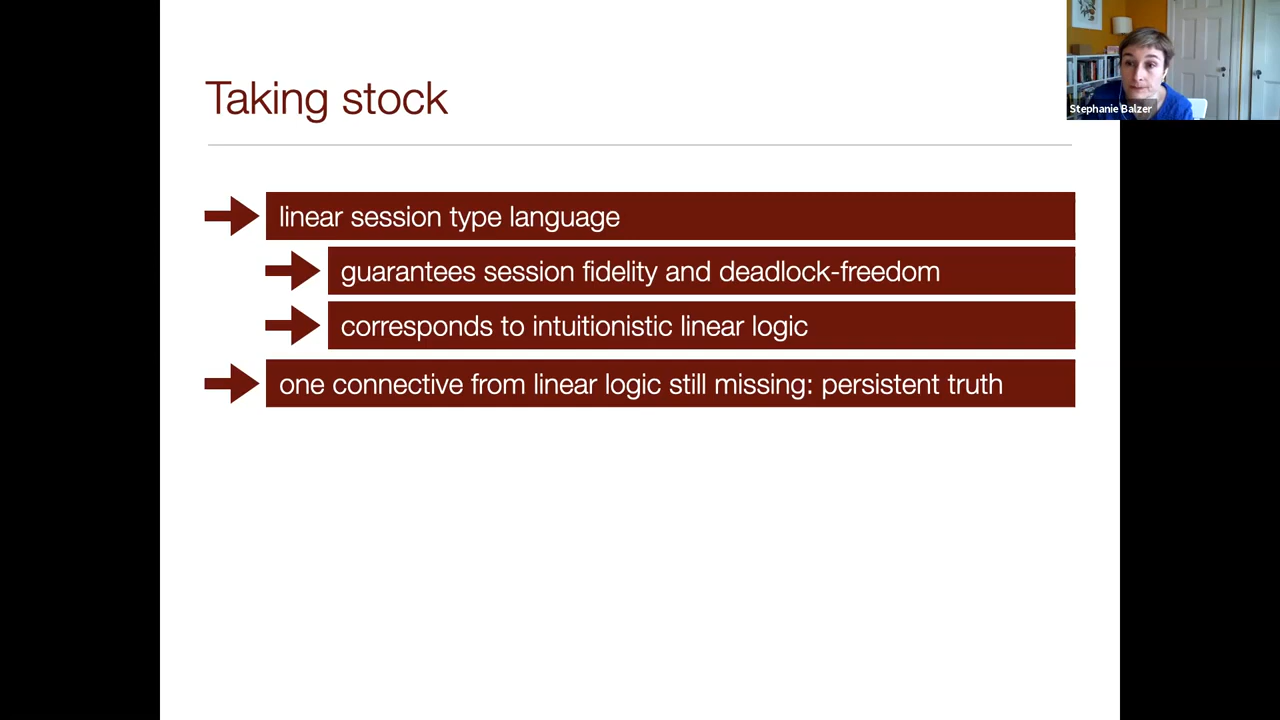 Stephanie Balzer
Taking stock
linear session type language
guarantees session fidelity and deadlock-freedom
corresponds to intuitionistic linear logic
one connective from linear logic still missing: persistent truth